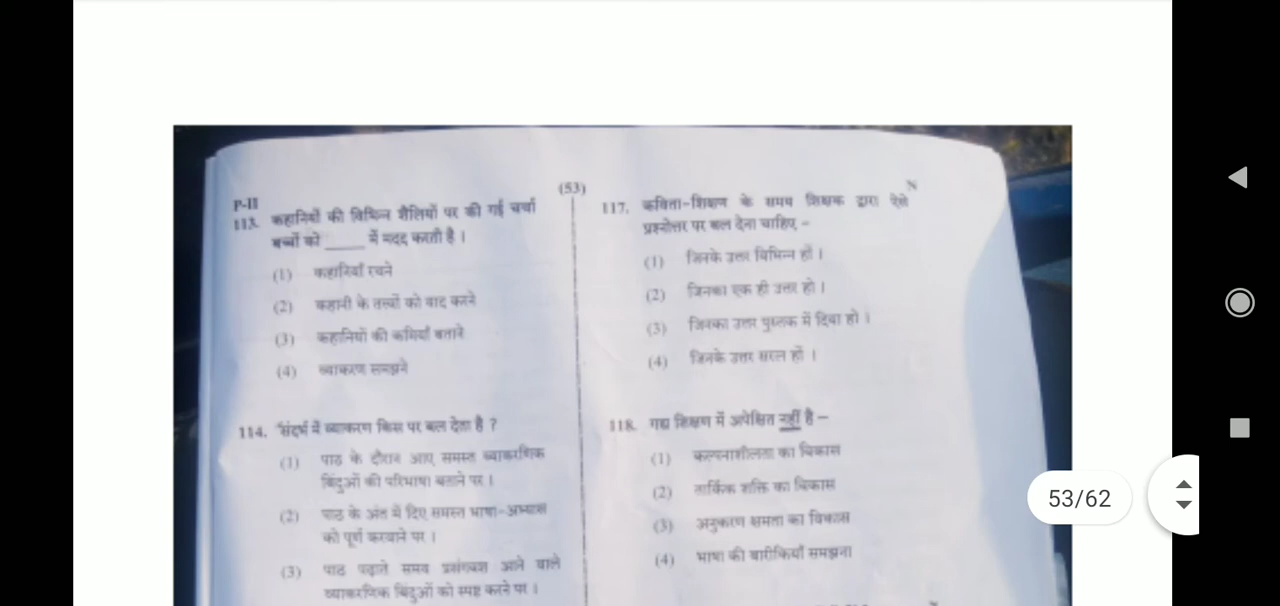 (53)
P-II
113. कहानियों की विभिन्न शैलियों पर की गई चर्चा
बच्चों को _____ में मदद करती है ।
(1) कहानियाँ रचने
(2) कहानी के तत्त्वों को याद करने
(3) कहानियों की कमियाँ बताने
(4) व्याकरण समझने
114. संदर्भ में व्याकरण किस पर बल देता है ?
(1) पाठ के दौरान आए समस्त व्याकरणिक
बिंदुओं की परिभाषा बताने पर ।
(2) पाठ के अंत में दिए समस्त भाषा-अभ्यास
को पूर्ण करवाने पर ।
(3) पाठ पढ़ाते समय प्रसंगवश आने वाले
व्याकरणिक बिंदुओं को स्पष्ट करने पर ।
N
117. कविता-शिक्षण के समय शिक्षक द्वारा ऐसे
प्रश्नोत्तर पर बल देना चाहिए, -
(1) जिनके उत्तर विभिन्न हों ।
(2) जिनका एक ही उत्तर हो ।
(3) जिनका उत्तर पुस्तक में दिया हो ।
(4) जिनके उत्तर सरल हों ।
118. गद्य शिक्षण में अपेक्षित नहीं है –
(1) कल्पनाशीलता का विकास
(2) तार्किक शक्ति का विकास
(3) अनुकरण क्षमता का विकास
(4) भाषा की बारीकियाँ समझना
53/62